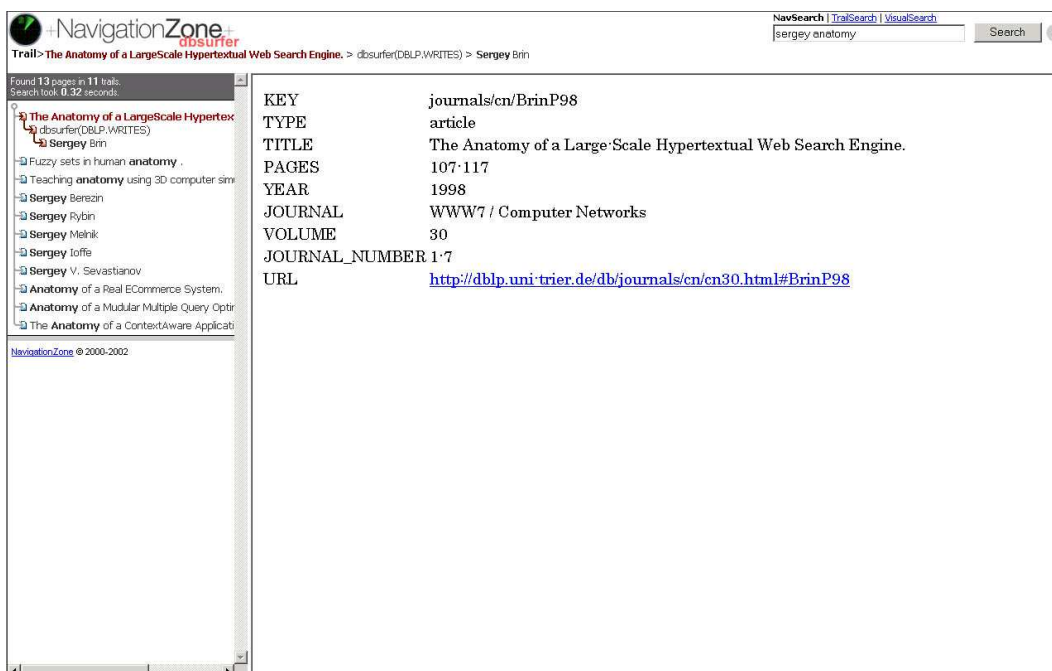 +NavigationZone+
dbsurfer
NavSearch | TrailSearch | VisualSearch
sergey anatomy
Search
Trail>The Anatomy of a LargeScale Hypertextual Web Search Engine. > dbsurfer(DBLP.WRITES) > Sergey Brin
Found 13 pages in 11 trails.
Search took 0.32 seconds.
The Anatomy of a LargeScale Hypertex
dbsurfer(DBLP.WRITES)
Sergey Brin
Fuzzy sets in human anatomy .
Teaching anatomy using 3D computer simu
Sergey Berezin
Sergey Rybin
Sergey Melnik
Sergey Ioffe
Sergey V. Sevastianov
Anatomy of a Real ECommerce System.
Anatomy of a Mudular Multiple Query Optir
The Anatomy of a ContextAware Applicati
NavigationZone © 2000-2002
KEY journals/cn/BrinP98
TYPE article
TITLE The Anatomy of a Large·Scale Hypertextual Web Search Engine.
PAGES 107·117
YEAR 1998
JOURNAL WWW7 / Computer Networks
VOLUME 30
JOURNAL_NUMBER 1·7
URL http://dblp.uni·trier.de/db/journals/cn/cn30.html#BrinP98